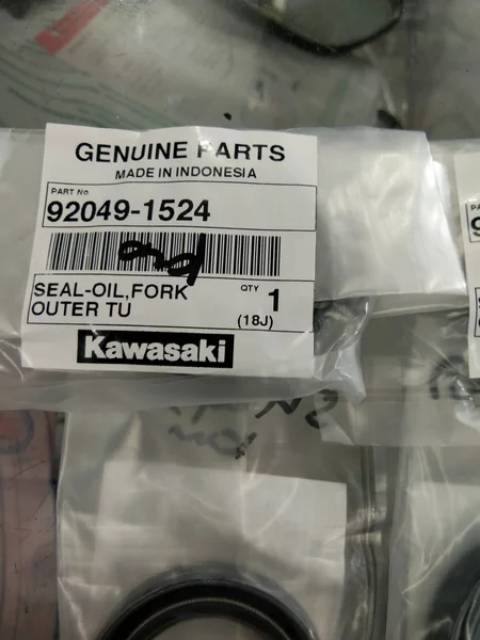 GENUINE PARTS
MADE IN INDONESIA
PART No
92049-1524
SEAL-OIL,FORK
OUTER TU
QTY 1
(18J)
Kawasaki